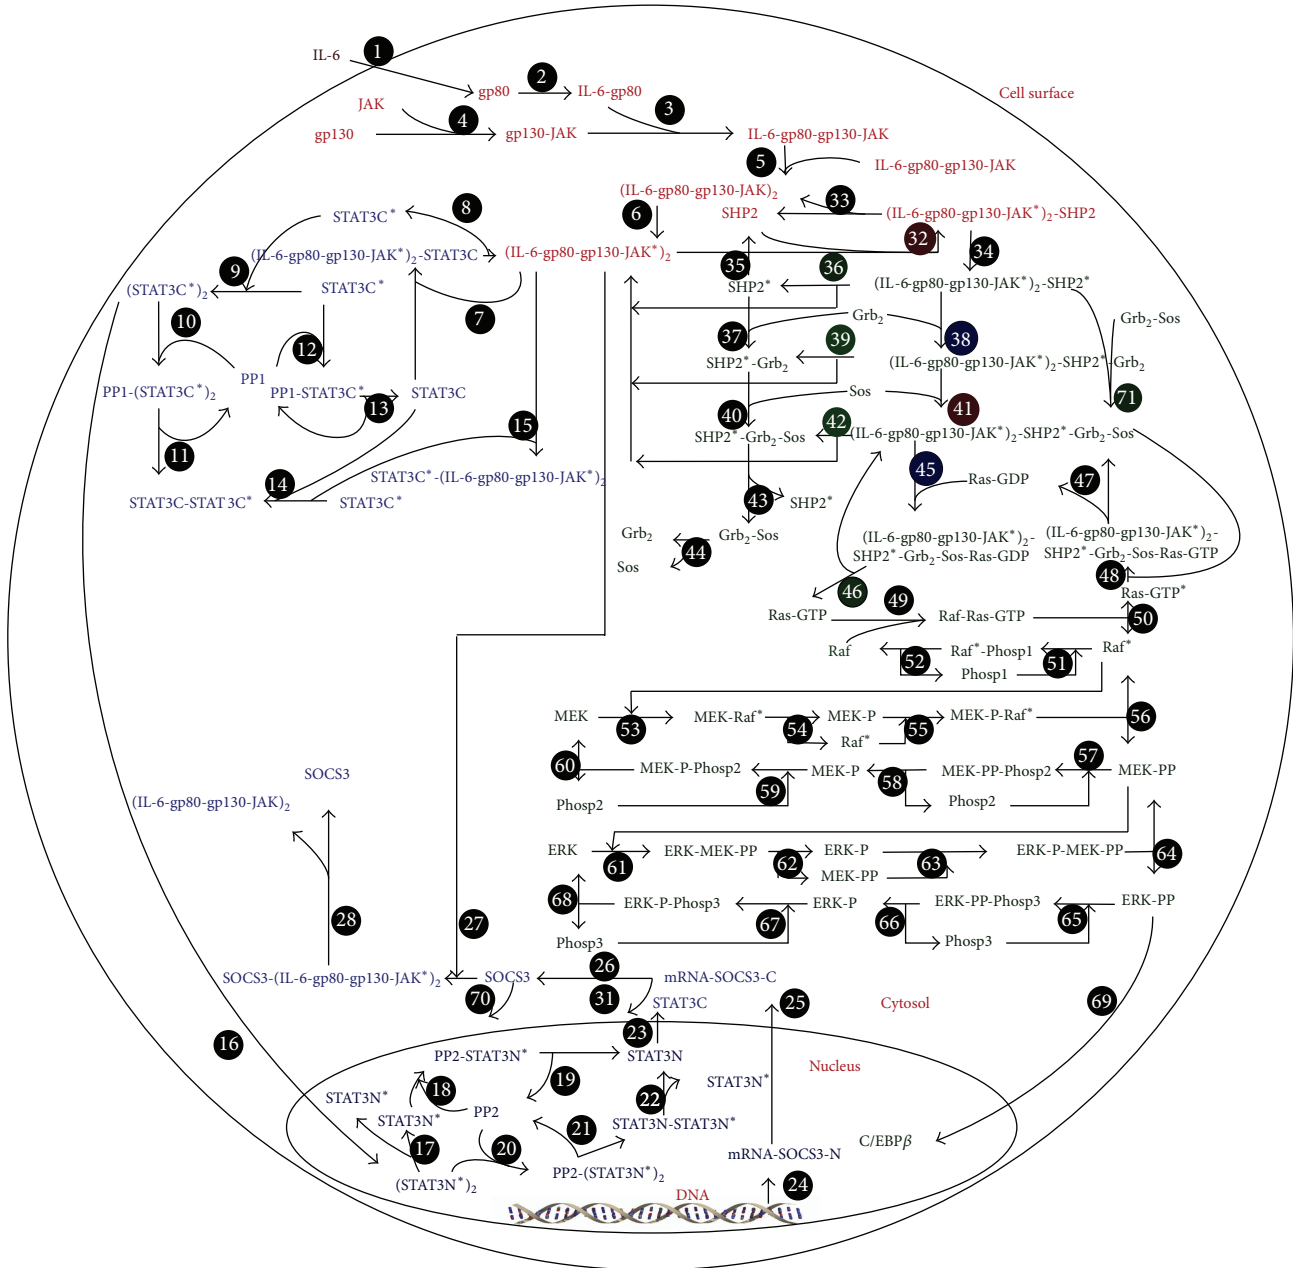 IL-6
1
gp80
2
IL-6-gp80
Cell surface
JAK
4
3
gp130
gp130-JAK
IL-6-gp80-gp130-JAK
5
IL-6-gp80-gp130-JAK
(IL-6-gp80-gp130-JAK)₂
33
8
STAT3C*
6
SHP2
(IL-6-gp80-gp130-JAK*)₂-SHP2
32
34
(IL-6-gp80-gp130-JAK*)₂-STAT3C
(IL-6-gp80-gp130-JAK*)₂
9
35
36
(STAT3C*)₂
STAT3C*
SHP2*
(IL-6-gp80-gp130-JAK*)₂-SHP2*
10
7
Grb₂
Grb₂-Sos
12
37
39
38
SHP2*-Grb₂
(IL-6-gp80-gp130-JAK*)₂-SHP2*-Grb₂
PP1
PP1-(STAT3C*)₂
PP1-STAT3C*
STAT3C
Sos
71
13
40
42
41
15
11
SHP2*-Grb₂-Sos
(IL-6-gp80-gp130-JAK*)₂-SHP2*-Grb₂-Sos
45
STAT3C*-(IL-6-gp80-gp130-JAK*)₂
Ras-GDP
47
14
STAT3C-STAT3C*
STAT3C*
43
SHP2*
Grb₂
Grb₂-Sos
(IL-6-gp80-gp130-JAK*)₂-
SHP2*-Grb₂-Sos-Ras-GDP
(IL-6-gp80-gp130-JAK*)₂-
SHP2*-Grb₂-Sos-Ras-GTP
44
Sos
48
46
49
Ras-GTP*
Ras-GTP
Raf-Ras-GTP
50
Raf
52
Raf*-Phosp1
51
Raf*
Phosp1
MEK
53
MEK-Raf*
54
MEK-P
55
MEK-P-Raf*
56
Raf*
60
MEK-P-Phosp2
MEK-P
58
MEK-PP-Phosp2
57
MEK-PP
SOCS3
59
(IL-6-gp80-gp130-JAK)₂
Phosp2
Phosp2
ERK
61
ERK-MEK-PP
62
ERK-P
63
ERK-P-MEK-PP
64
MEK-PP
68
ERK-P-Phosp3
67
ERK-P
66
ERK-PP-Phosp3
65
ERK-PP
28
27
Phosp3
Phosp3
26
SOCS3-(IL-6-gp80-gp130-JAK*)₂
SOCS3
mRNA-SOCS3-C
70
31
STAT3C
25
Cytosol
69
16
23
PP2-STAT3N*
STAT3N
Nucleus
19
18
STAT3N*
STAT3N*
22
STAT3N*
PP2
STAT3N-STAT3N*
21
C/EBPβ
17
20
mRNA-SOCS3-N
(STAT3N*)₂
PP2-(STAT3N*)₂
24
DNA